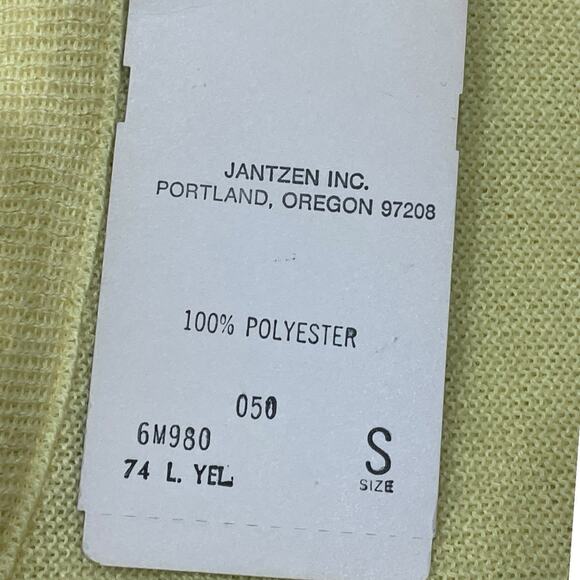 JANTZEN INC.
PORTLAND, OREGON 97208
100% POLYESTER
050
6M980
74 L. YEL
S
SIZE